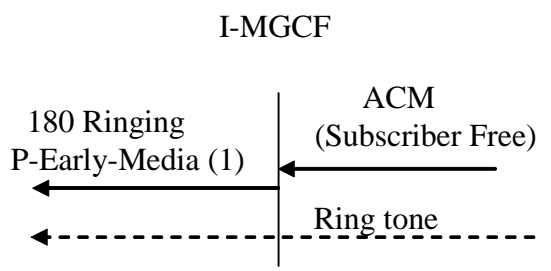 I-MGCF
180 Ringing
P-Early-Media (1)
ACM
(Subscriber Free)
Ring tone